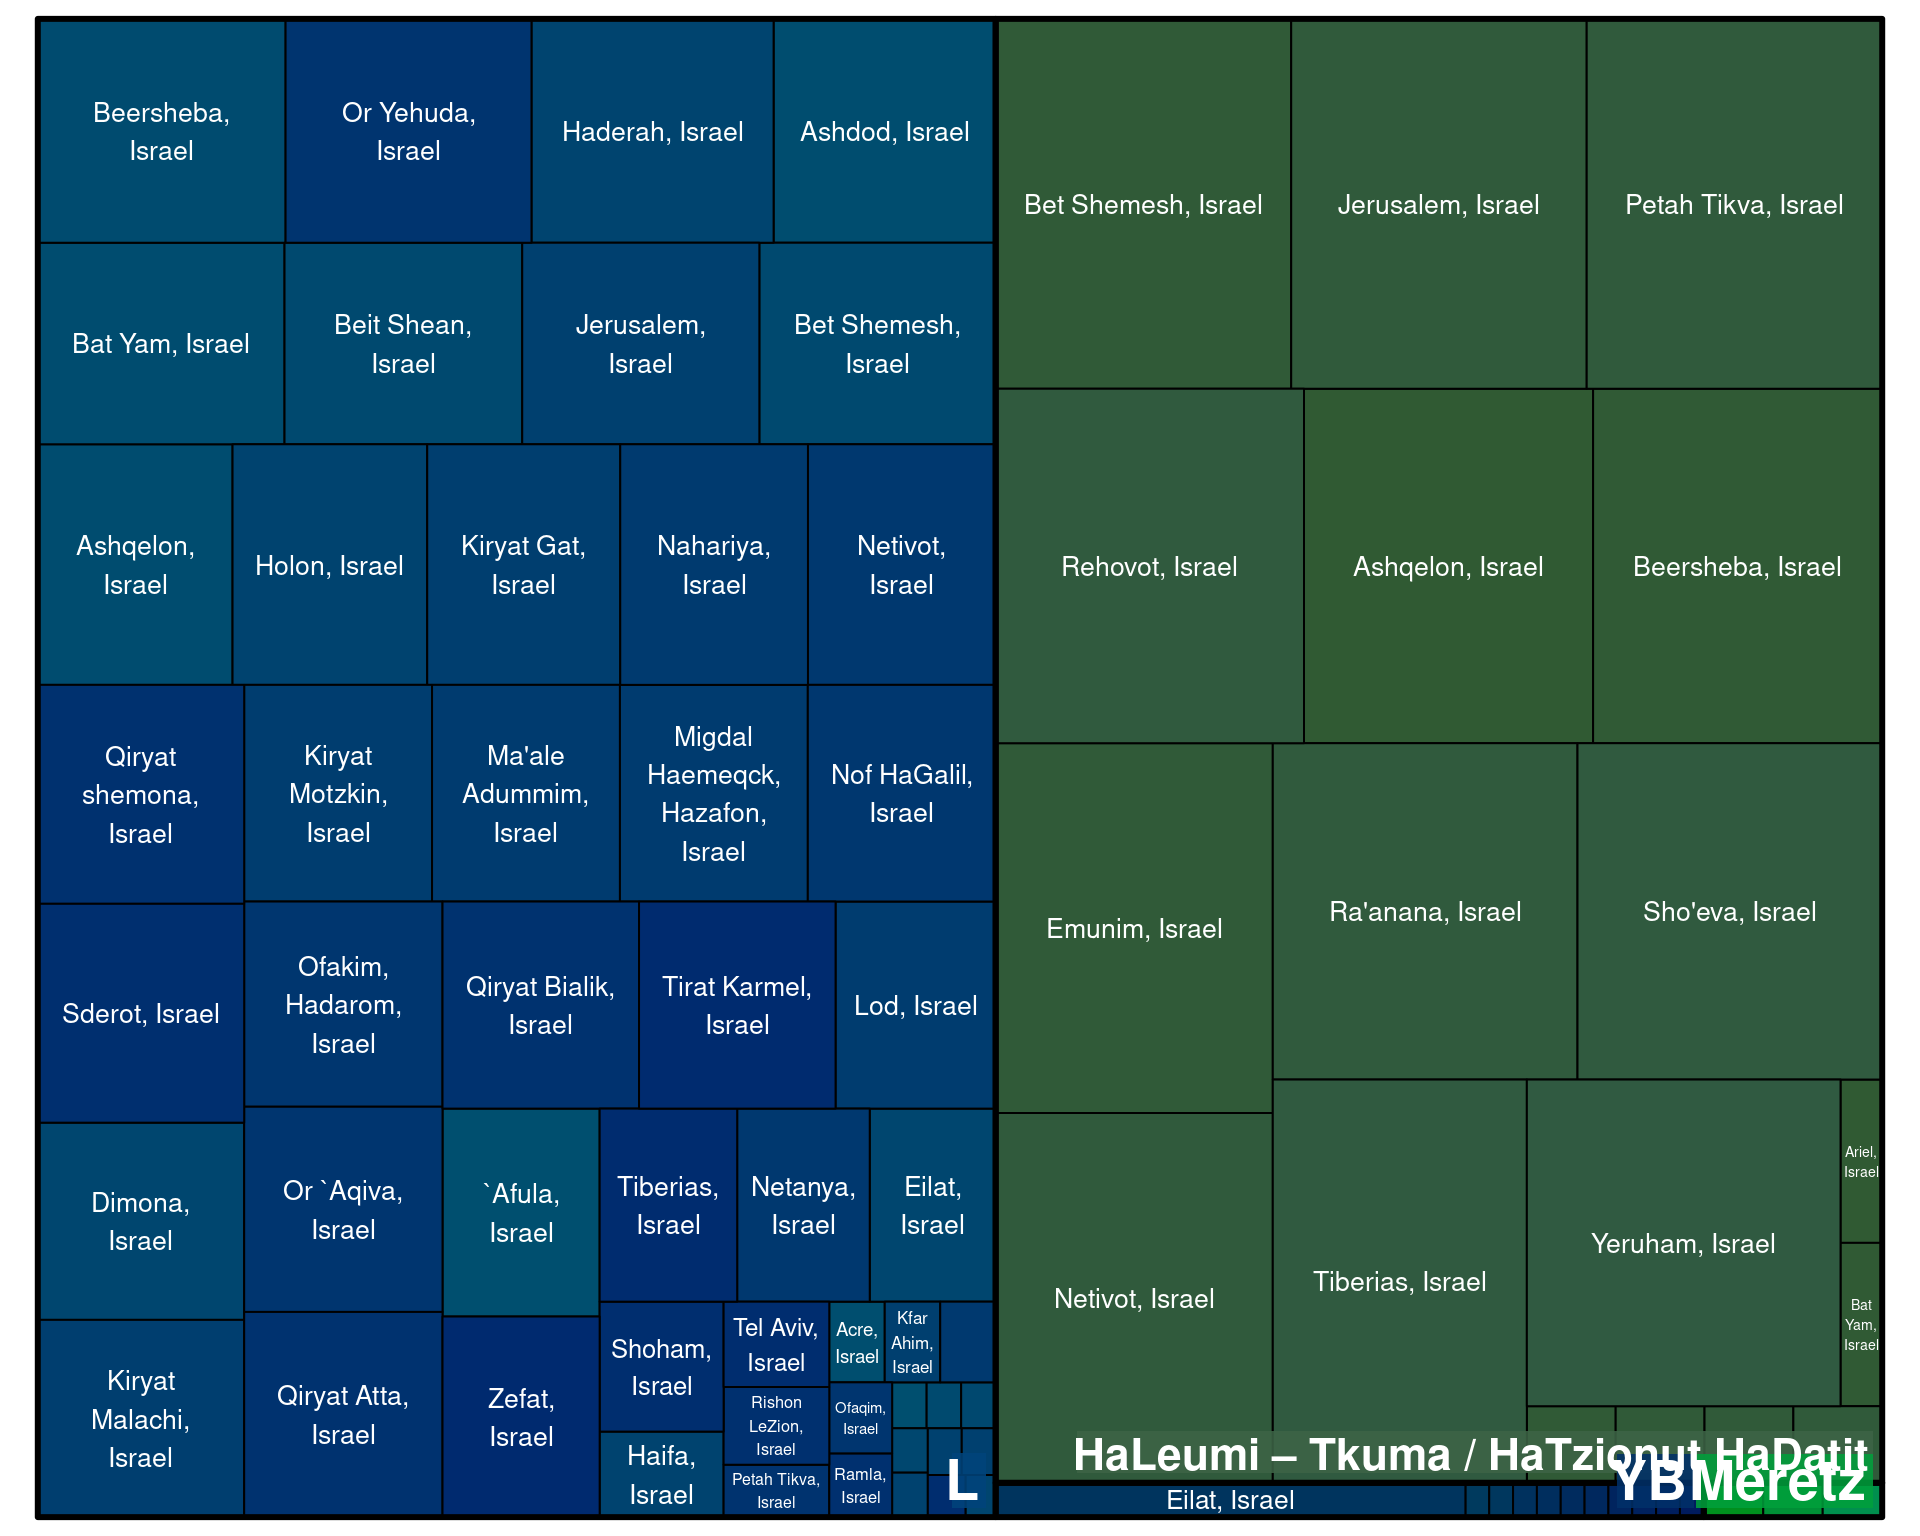 Beersheba,
Israel
Or Yehuda,
Israel
Haderah, Israel
Ashdod, Israel
Bat Yam, Israel
Beit Shean,
Israel
Jerusalem,
Israel
Bet Shemesh,
Israel
Ashqelon,
Israel
Holon, Israel
Kiryat Gat,
Israel
Nahariya,
Israel
Netivot,
Israel
Qiryat
shemona,
Israel
Kiryat
Motzkin,
Israel
Ma'ale
Adummim,
Israel
Migdal
Haemeqck,
Hazafon,
Israel
Nof HaGalil,
Israel
Sderot, Israel
Ofakim,
Hadarom,
Israel
Qiryat Bialik,
Israel
Tirat Karmel,
Israel
Lod, Israel
Dimona,
Israel
Or `Aqiva,
Israel
`Afula,
Israel
Tiberias,
Israel
Netanya,
Israel
Eilat,
Israel
Kiryat
Malachi,
Israel
Qiryat Atta,
Israel
Zefat,
Israel
Shoham,
Israel
Haifa,
Israel
Tel Aviv,
Israel
Rishon
LeZion,
Israel
Petah Tikva,
Israel
Acre,
Israel
Kfar
Ahim,
Israel
Ofaqim,
Israel
Ramla,
Israel
L
Bet Shemesh, Israel
Jerusalem, Israel
Petah Tikva, Israel
Rehovot, Israel
Ashqelon, Israel
Beersheba, Israel
Emunim, Israel
Ra'anana, Israel
Sho'eva, Israel
Netivot, Israel
Tiberias, Israel
Yeruham, Israel
Ariel,
Israel
Bat
Yam,
Israel
HaLeumi – Tkuma / HaTzionut HaDatit
Eilat, Israel
YB
Meretz